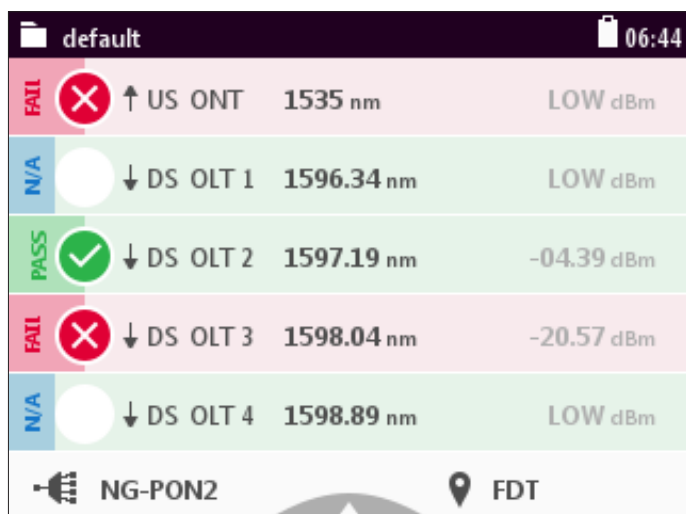 default 06:44
FAIL US ONT 1535 nm LOW dBm
N/A DS OLT 1 1596.34 nm LOW dBm
PASS DS OLT 2 1597.19 nm -04.39 dBm
FAIL DS OLT 3 1598.04 nm -20.57 dBm
N/A DS OLT 4 1598.89 nm LOW dBm
NG-PON2 FDT